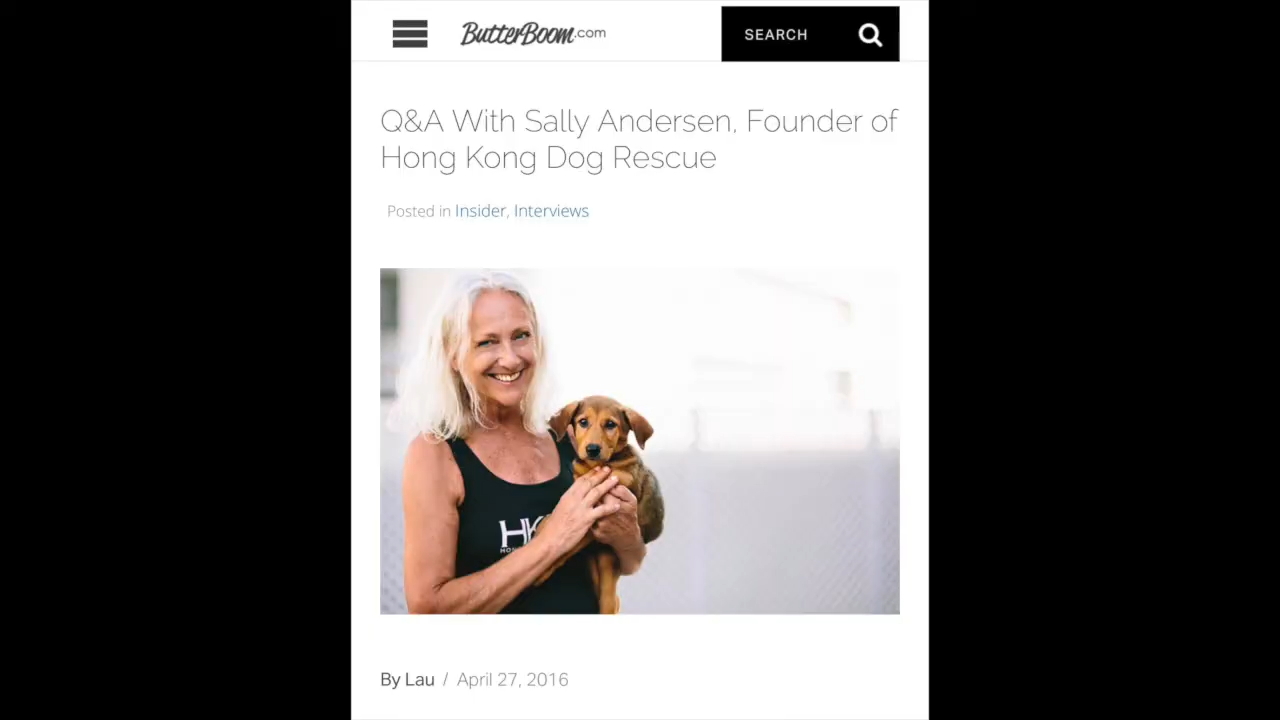 ButterBoom.com
SEARCH
Q&A With Sally Andersen, Founder of
Hong Kong Dog Rescue
Posted in Insider, Interviews
HK
By Lau / April 27, 2016